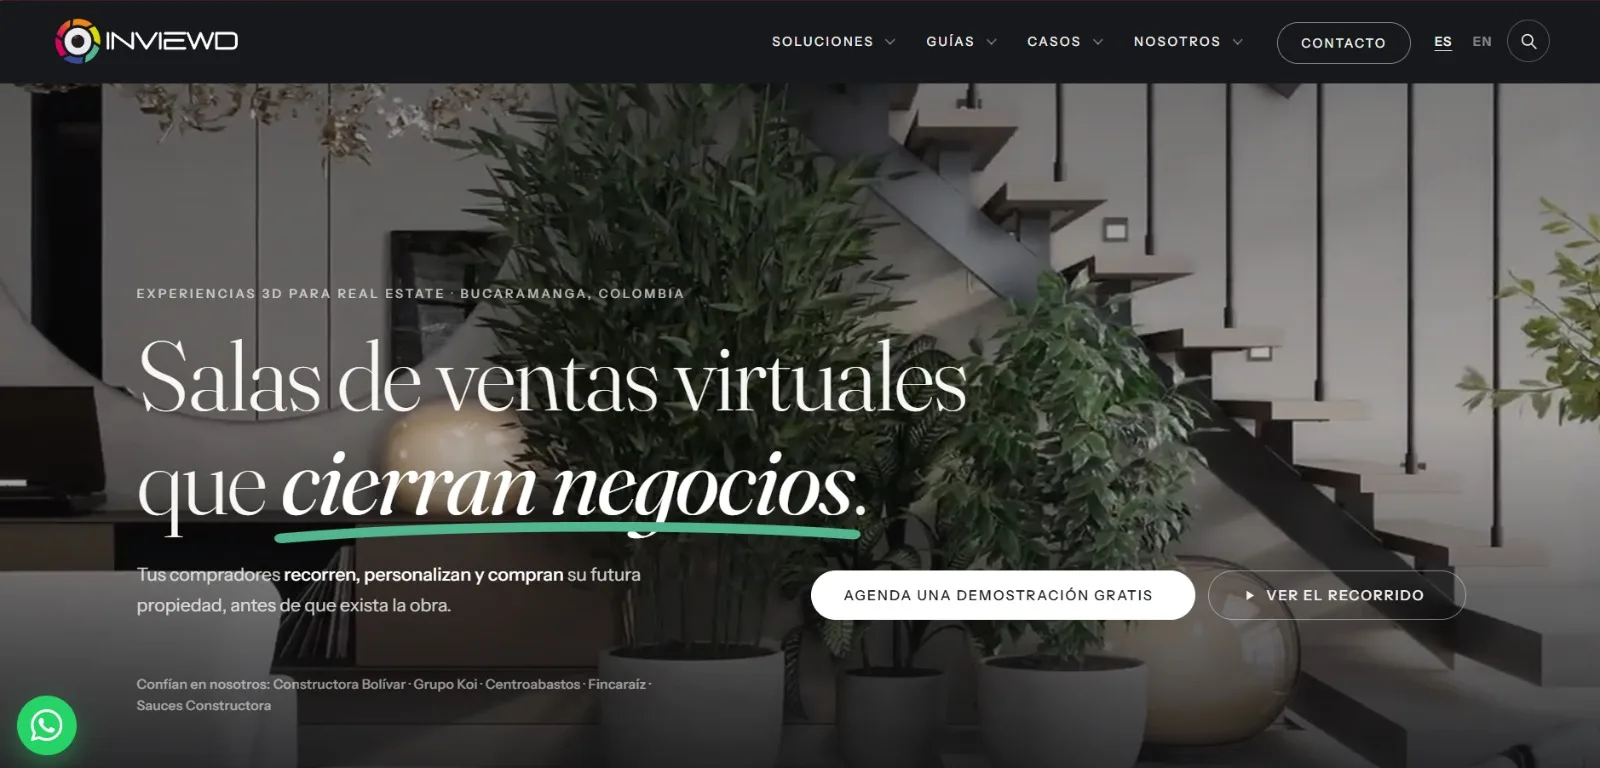 INVIEWD
SOLUCIONES
GUÍAS
CASOS
NOSOTROS
CONTACTO
ES
EN
EXPERIENCIAS 3D PARA REAL ESTATE · BUCARAMANGA, COLOMBIA
Salas de ventas virtuales
que cierran negocios.
Tus compradores recorren, personalizan y compran su futura
propiedad, antes de que exista la obra.
AGENDA UNA DEMOSTRACIÓN GRATIS
VER EL RECORRIDO
Confían en nosotros: Constructora Bolívar · Grupo Koi · Centroabastos · Fincaraíz ·
Sauces Constructora